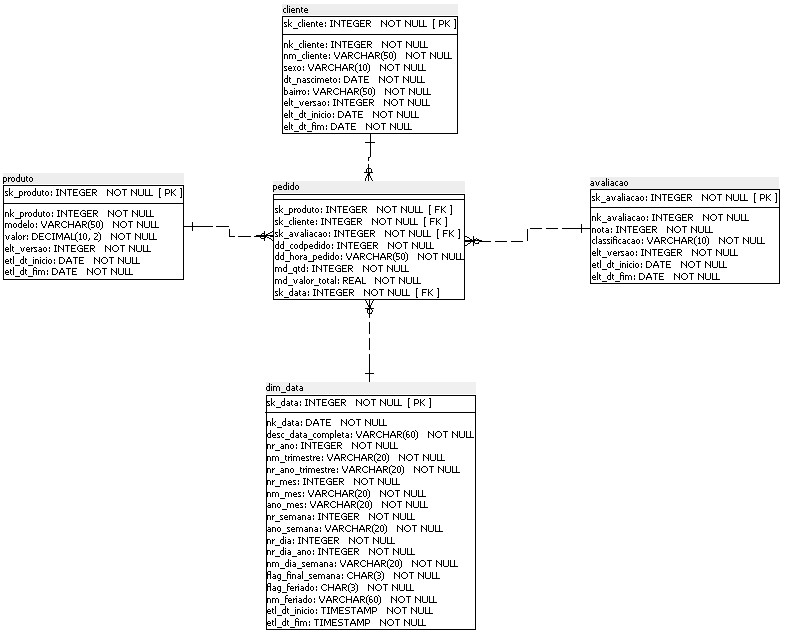 cliente
sk_cliente: INTEGER NOT NULL [ PK ]
nk_cliente: INTEGER NOT NULL
nm_cliente: VARCHAR(50) NOT NULL
sexo: VARCHAR(10) NOT NULL
dt_nascimeto: DATE NOT NULL
bairro: VARCHAR(50) NOT NULL
elt_versao: INTEGER NOT NULL
elt_dt_inicio: DATE NOT NULL
elt_dt_fim: DATE NOT NULL
produto
sk_produto: INTEGER NOT NULL [ PK ]
nk_produto: INTEGER NOT NULL
modelo: VARCHAR(50) NOT NULL
valor: DECIMAL(10, 2) NOT NULL
elt_versao: INTEGER NOT NULL
etl_dt_inicio: DATE NOT NULL
etl_dt_fim: DATE NOT NULL
pedido
sk_produto: INTEGER NOT NULL [ FK ]
sk_cliente: INTEGER NOT NULL [ FK ]
sk_avaliacao: INTEGER NOT NULL [ FK ]
dd_codpedido: INTEGER NOT NULL
dd_hora_pedido: VARCHAR(50) NOT NULL
md_qtd: INTEGER NOT NULL
md_valor_total: REAL NOT NULL
sk_data: INTEGER NOT NULL [ FK ]
avaliacao
sk_avaliacao: INTEGER NOT NULL [ PK ]
nk_avaliacao: INTEGER NOT NULL
nota: INTEGER NOT NULL
classificacao: VARCHAR(10) NOT NULL
elt_versao: INTEGER NOT NULL
etl_dt_inicio: DATE NOT NULL
elt_dt_fim: DATE NOT NULL
dim_data
sk_data: INTEGER NOT NULL [ PK ]
nk_data: DATE NOT NULL
desc_data_completa: VARCHAR(60) NOT NULL
nr_ano: INTEGER NOT NULL
nm_trimestre: VARCHAR(20) NOT NULL
nr_ano_trimestre: VARCHAR(20) NOT NULL
nr_mes: INTEGER NOT NULL
nm_mes: VARCHAR(20) NOT NULL
ano_mes: VARCHAR(20) NOT NULL
nr_semana: INTEGER NOT NULL
ano_semana: VARCHAR(20) NOT NULL
nr_dia: INTEGER NOT NULL
nr_dia_ano: INTEGER NOT NULL
nm_dia_semana: VARCHAR(20) NOT NULL
flag_final_semana: CHAR(3) NOT NULL
flag_feriado: CHAR(3) NOT NULL
nm_feriado: VARCHAR(60) NOT NULL
etl_dt_inicio: TIMESTAMP NOT NULL
etl_dt_fim: TIMESTAMP NOT NULL